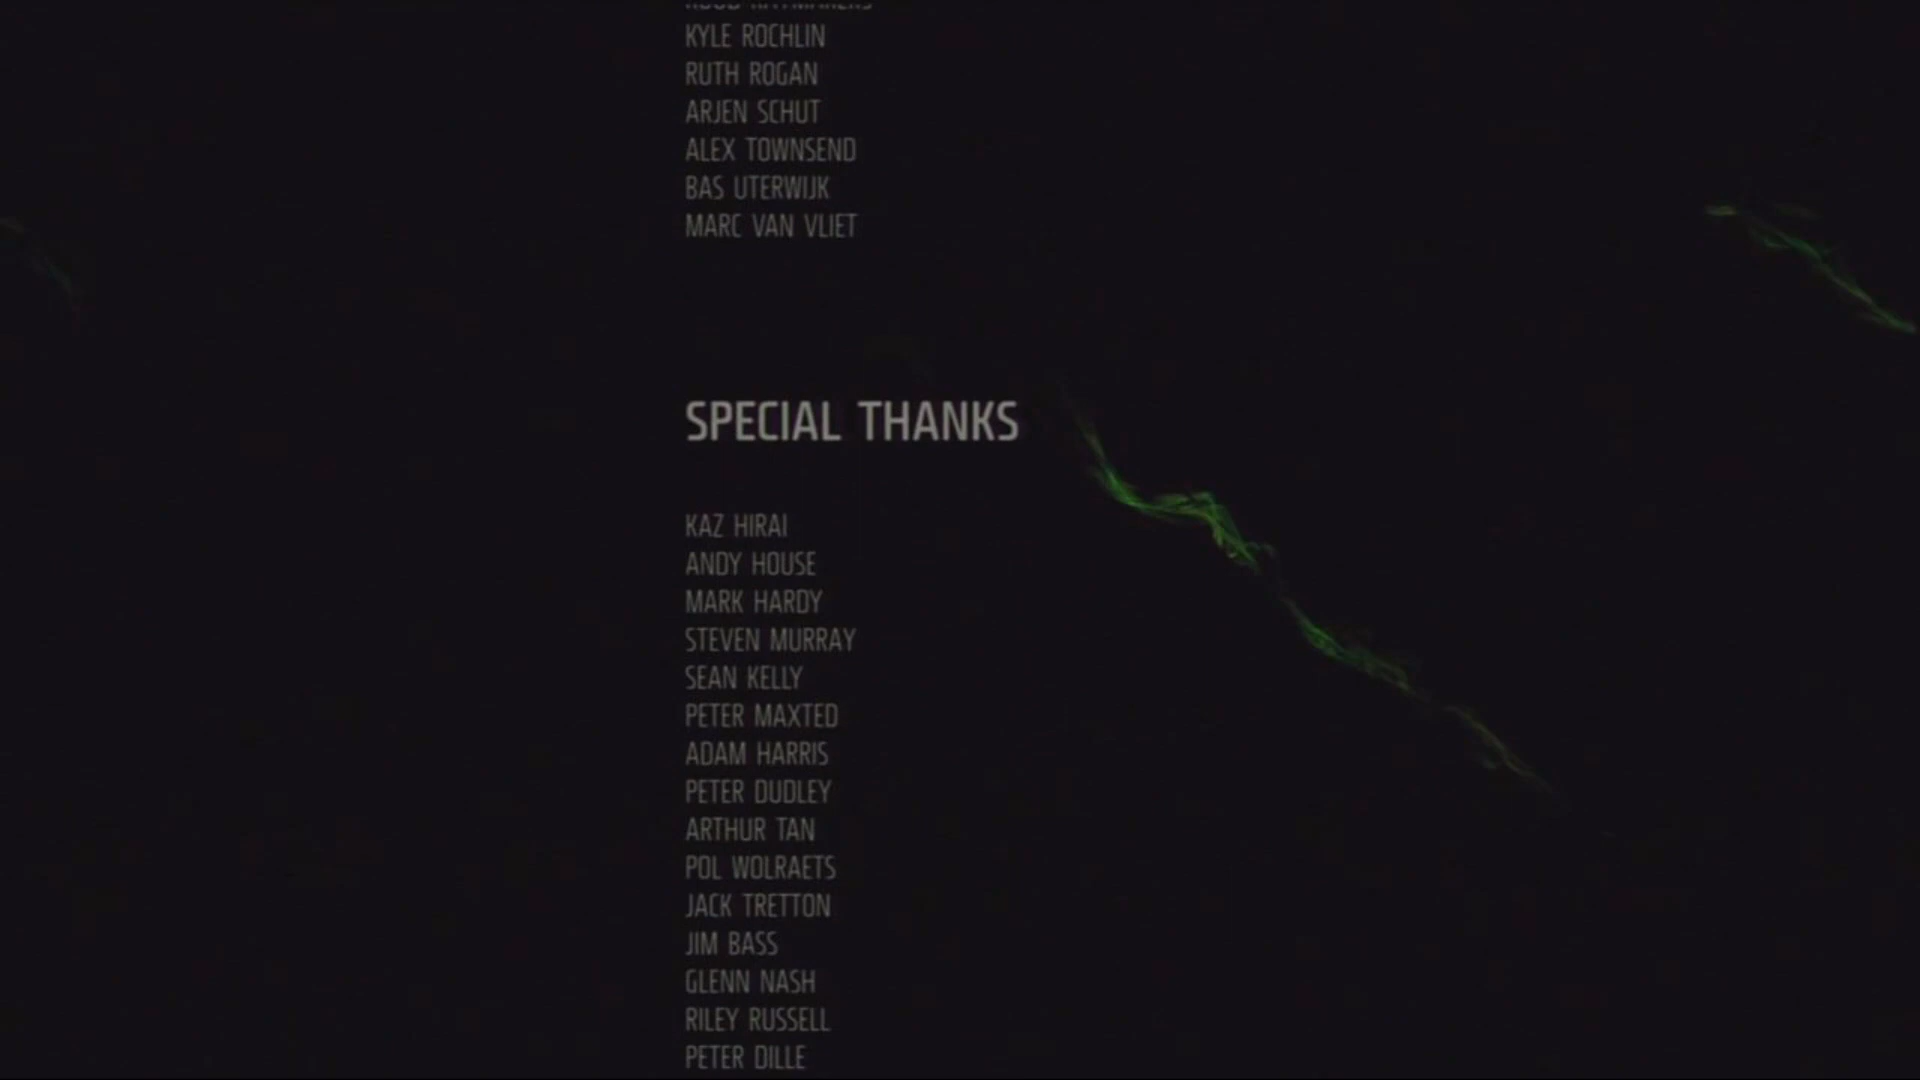 KYLE ROCHLIN
RUTH ROGAN
ARJEN SCHUT
ALEX TOWNSEND
BAS UTERWIJK
MARC VAN VLIET
SPECIAL THANKS
KAZ HIRAI
ANDY HOUSE
MARK HARDY
STEVEN MURRAY
SEAN KELLY
PETER MAXTED
ADAM HARRIS
PETER DUDLEY
ARTHUR TAN
POL WOLRAETS
JACK TRETTON
JIM BASS
GLENN NASH
RILEY RUSSELL
PETER DILLE